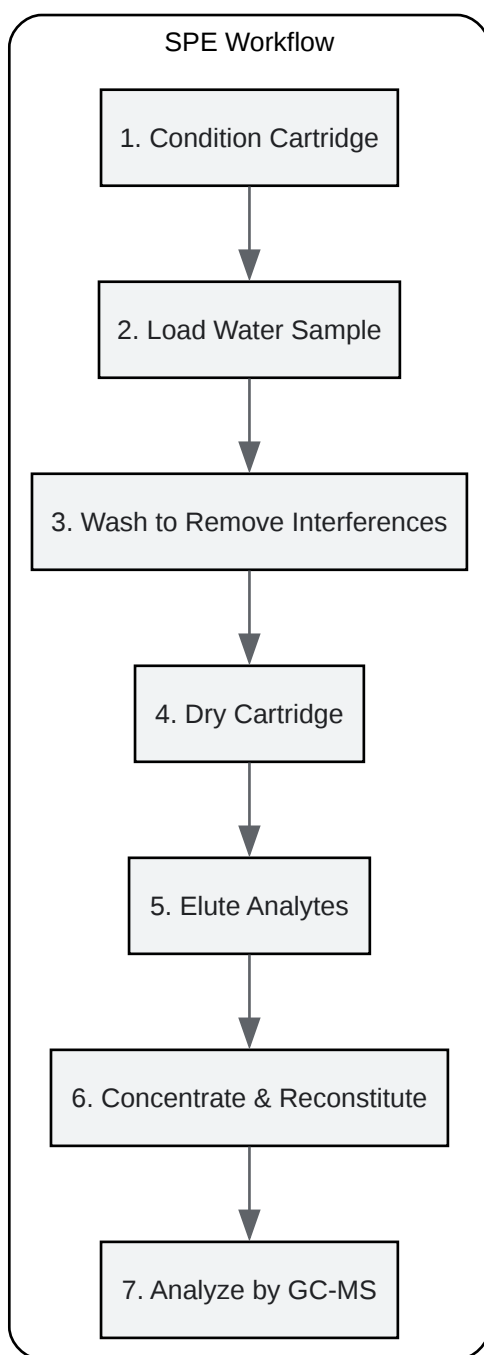 SPE Workflow
1. Condition Cartridge
2. Load Water Sample
3. Wash to Remove Interferences
4. Dry Cartridge
5. Elute Analytes
6. Concentrate & Reconstitute
7. Analyze by GC-MS